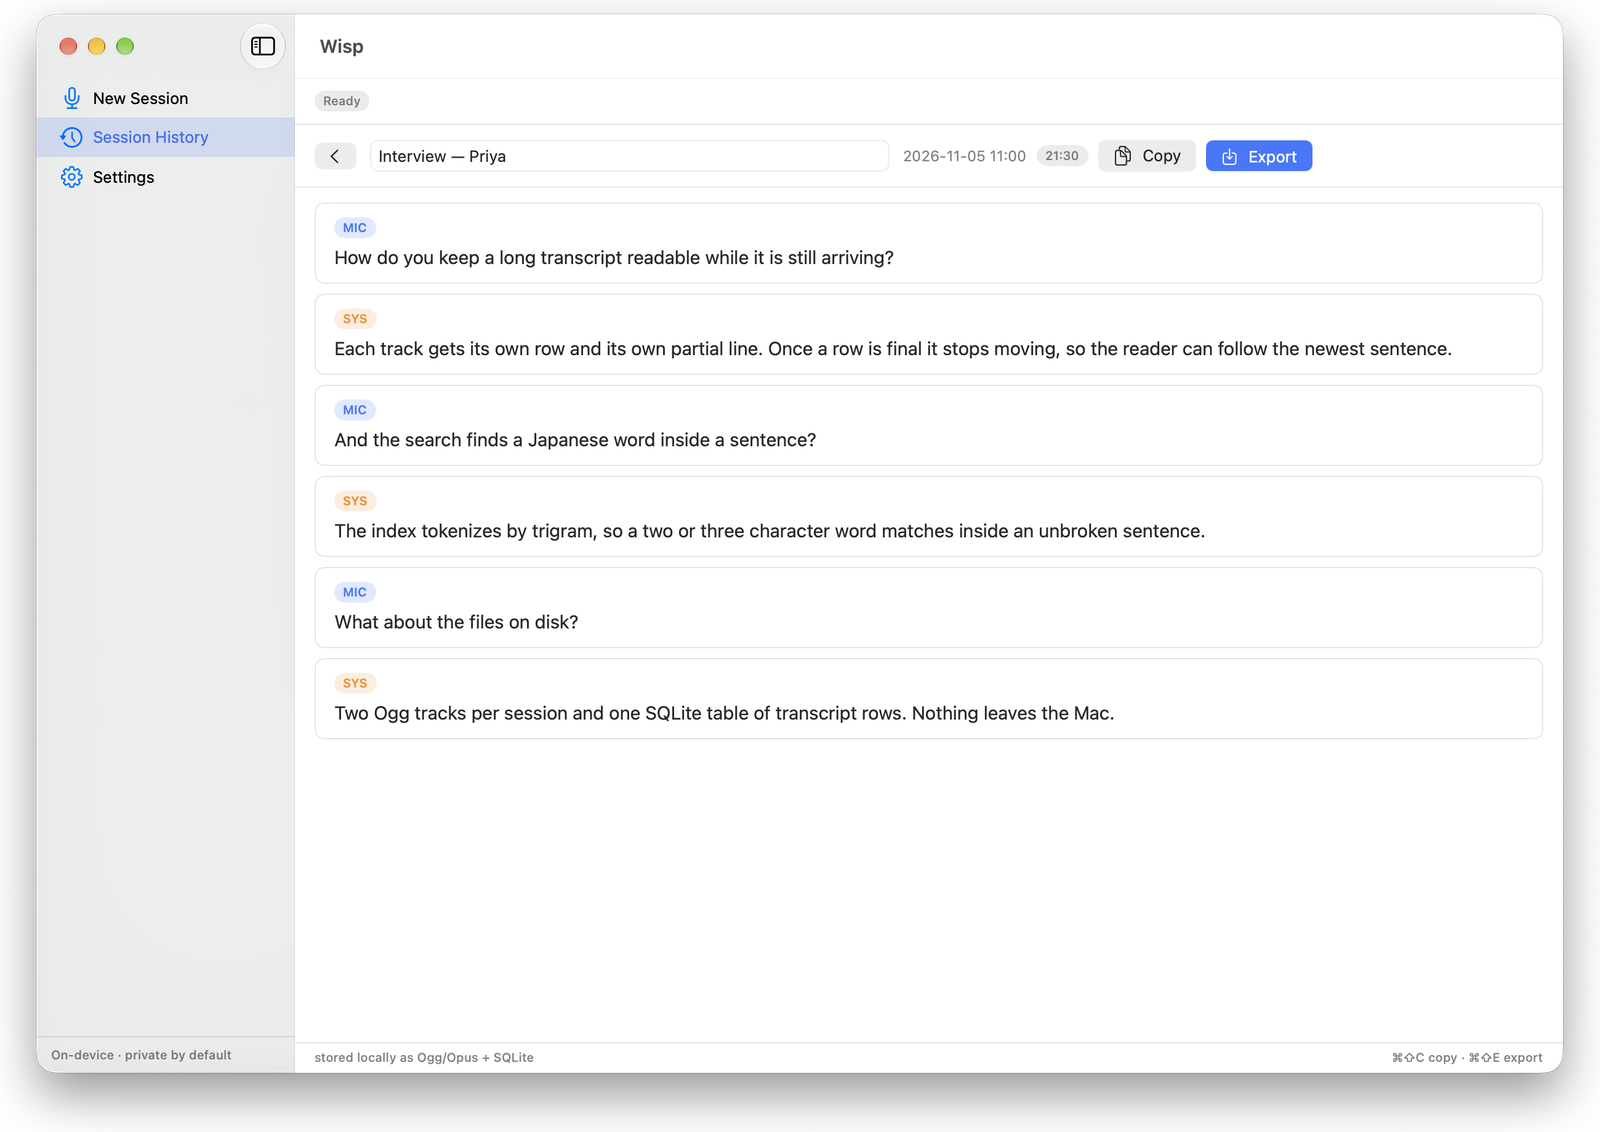 Wisp
New Session
Session History
Settings
Ready
Interview — Priya
2026-11-05 11:00
21:30
Copy
Export
MIC
How do you keep a long transcript readable while it is still arriving?
SYS
Each track gets its own row and its own partial line. Once a row is final it stops moving, so the reader can follow the newest sentence.
MIC
And the search finds a Japanese word inside a sentence?
SYS
The index tokenizes by trigram, so a two or three character word matches inside an unbroken sentence.
MIC
What about the files on disk?
SYS
Two Ogg tracks per session and one SQLite table of transcript rows. Nothing leaves the Mac.
On-device · private by default
stored locally as Ogg/Opus + SQLite
⌘⇧C copy · ⌘⇧E export